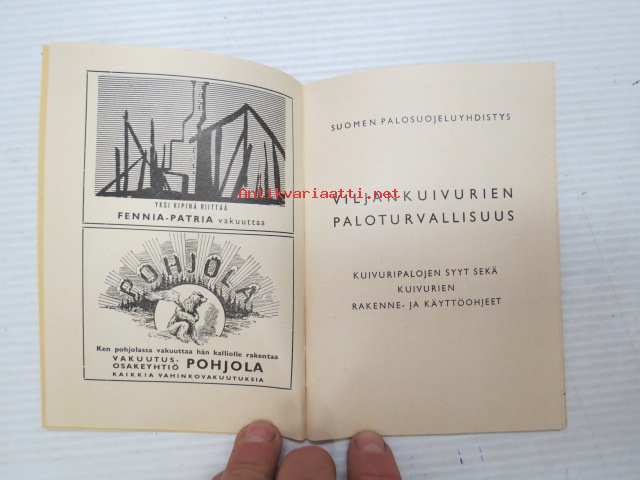 YKSI KIPINÄ RIITTÄÄ
FENNIA-PATRIA vakuuttaa
POHJOLA
Ken pohjolassa vakuuttaa hän kalliolle rakentaa
VAKUUTUS-
OSAKEYHTIÖ POHJOLA
KAIKKIA VAHINKOVAKUUTUKSIA
SUOMEN PALOSUOJELUYHDISTYS
Antikvariaatti.net
VILJANKUIVURIEN
PALOTURVALLISUUS
KUIVURIPALOJEN SYYT SEKÄ
KUIVURIEN
RAKENNE- JA KÄYTTÖOHJEET